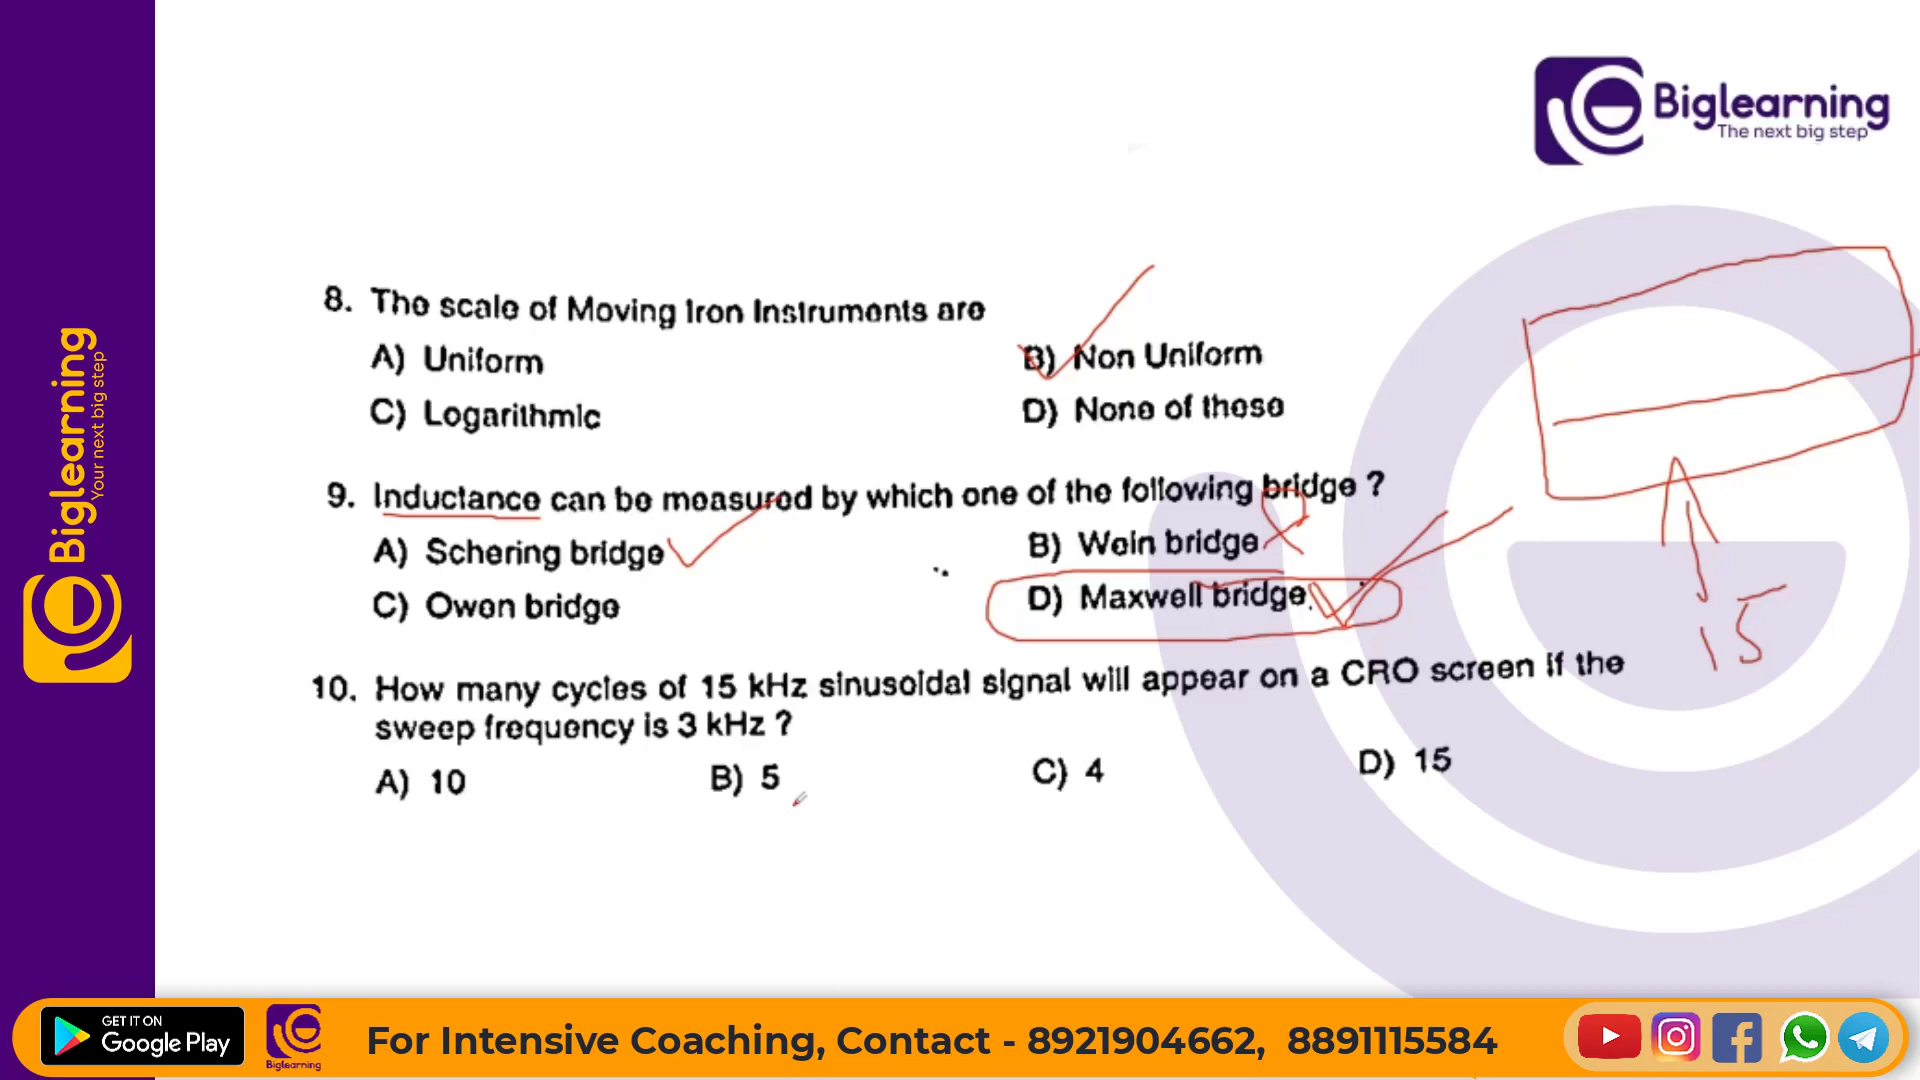 Biglearning
The next big step
Biglearning
Your next big step
8. The scale of Moving Iron Instruments are
A) Uniform
B) Non Uniform
C) Logarithmic
D) None of these
9. Inductance can be measured by which one of the following bridge ?
A) Schering bridge
B) Wein bridge
C) Owen bridge
D) Maxwell bridge
15
10. How many cycles of 15 kHz sinusoidal signal will appear on a CRO screen if the
sweep frequency is 3 kHz ?
A) 10
B) 5
C) 4
D) 15
GET IT ON
Google Play
Biglearning
For Intensive Coaching, Contact - 8921904662, 8891115584